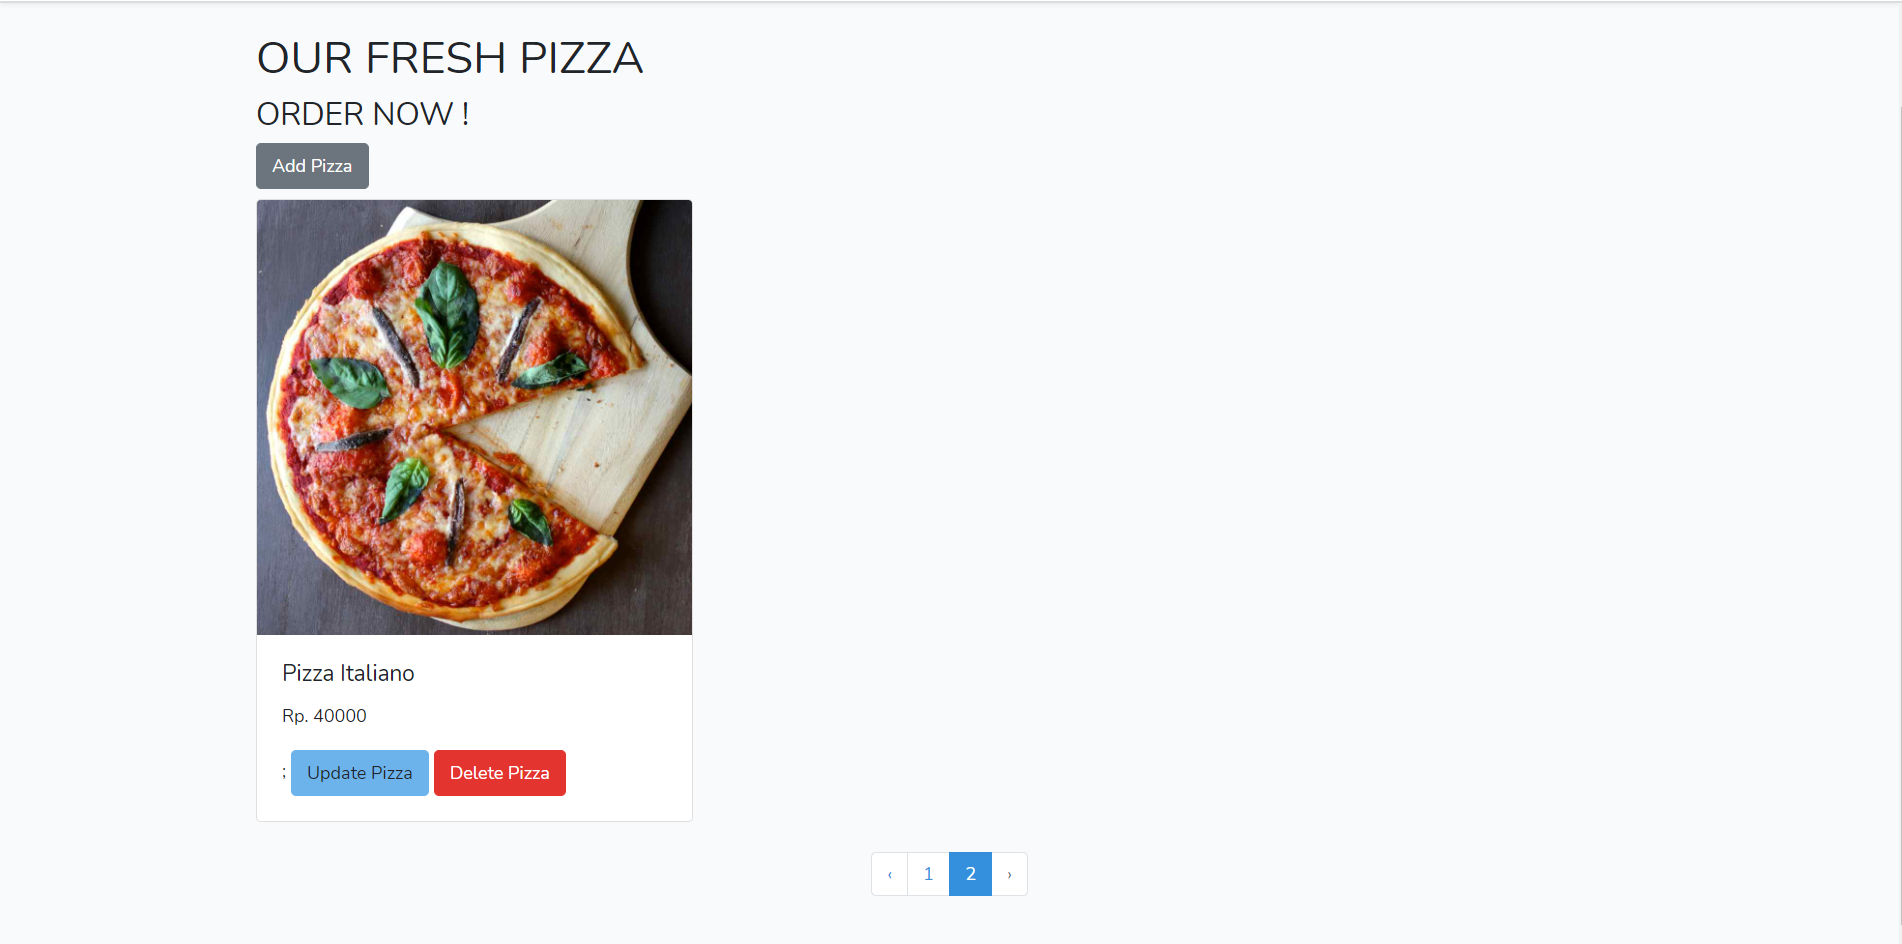 OUR FRESH PIZZA
ORDER NOW !
Add Pizza
Pizza Italiano
Rp. 40000
; Update Pizza Delete Pizza
‹ 1 2 ›